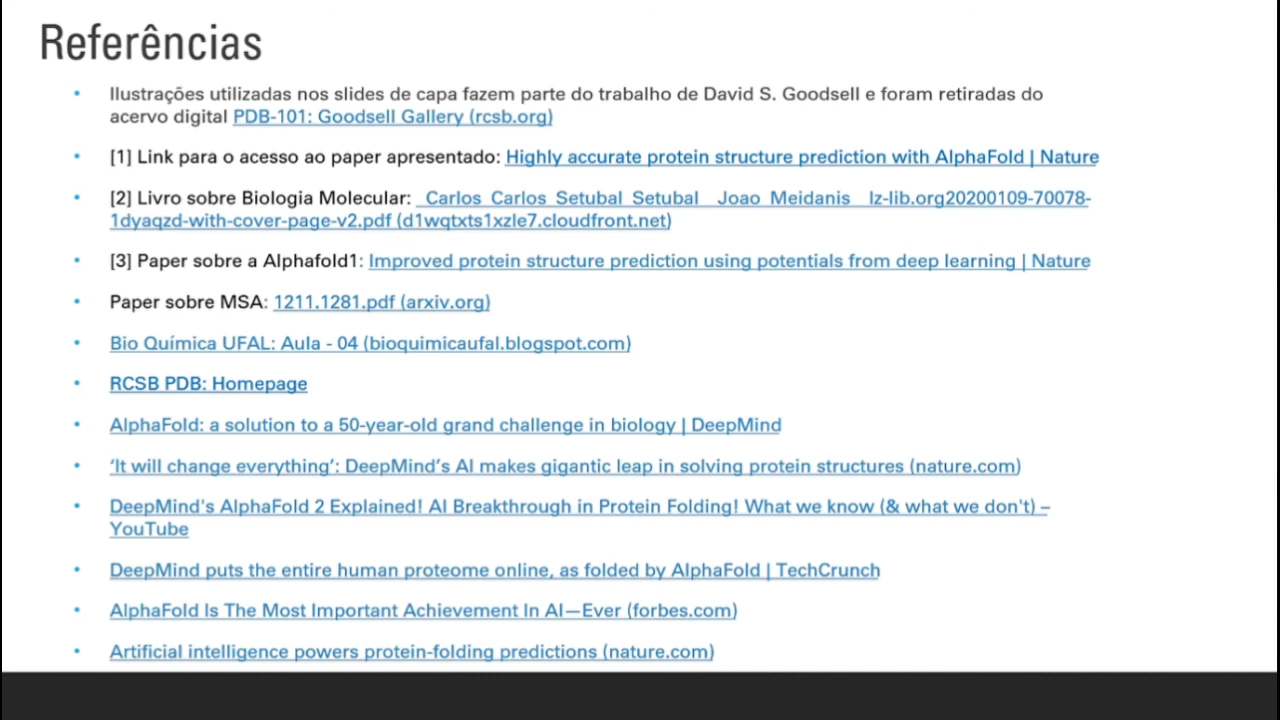 Referências
• Ilustrações utilizadas nos slides de capa fazem parte do trabalho de David S. Goodsell e foram retiradas do
acervo digital PDB-101: Goodsell Gallery (rcsb.org)
• [1] Link para o acesso ao paper apresentado: Highly accurate protein structure prediction with AlphaFold | Nature
• [2] Livro sobre Biologia Molecular: _Carlos_Carlos_Setubal_Setubal__Joao_Meidanis__lz-lib.org20200109-70078-
1dyaqzd-with-cover-page-v2.pdf (d1wqtxts1xzle7.cloudfront.net)
• [3] Paper sobre a Alphafold1: Improved protein structure prediction using potentials from deep learning | Nature
• Paper sobre MSA: 1211.1281.pdf (arxiv.org)
• Bio Química UFAL: Aula - 04 (bioquimicaufal.blogspot.com)
• RCSB PDB: Homepage
• AlphaFold: a solution to a 50-year-old grand challenge in biology | DeepMind
• ‘It will change everything’: DeepMind’s AI makes gigantic leap in solving protein structures (nature.com)
• DeepMind's AlphaFold 2 Explained! AI Breakthrough in Protein Folding! What we know (& what we don't) –
YouTube
• DeepMind puts the entire human proteome online, as folded by AlphaFold | TechCrunch
• AlphaFold Is The Most Important Achievement In AI—Ever (forbes.com)
• Artificial intelligence powers protein-folding predictions (nature.com)